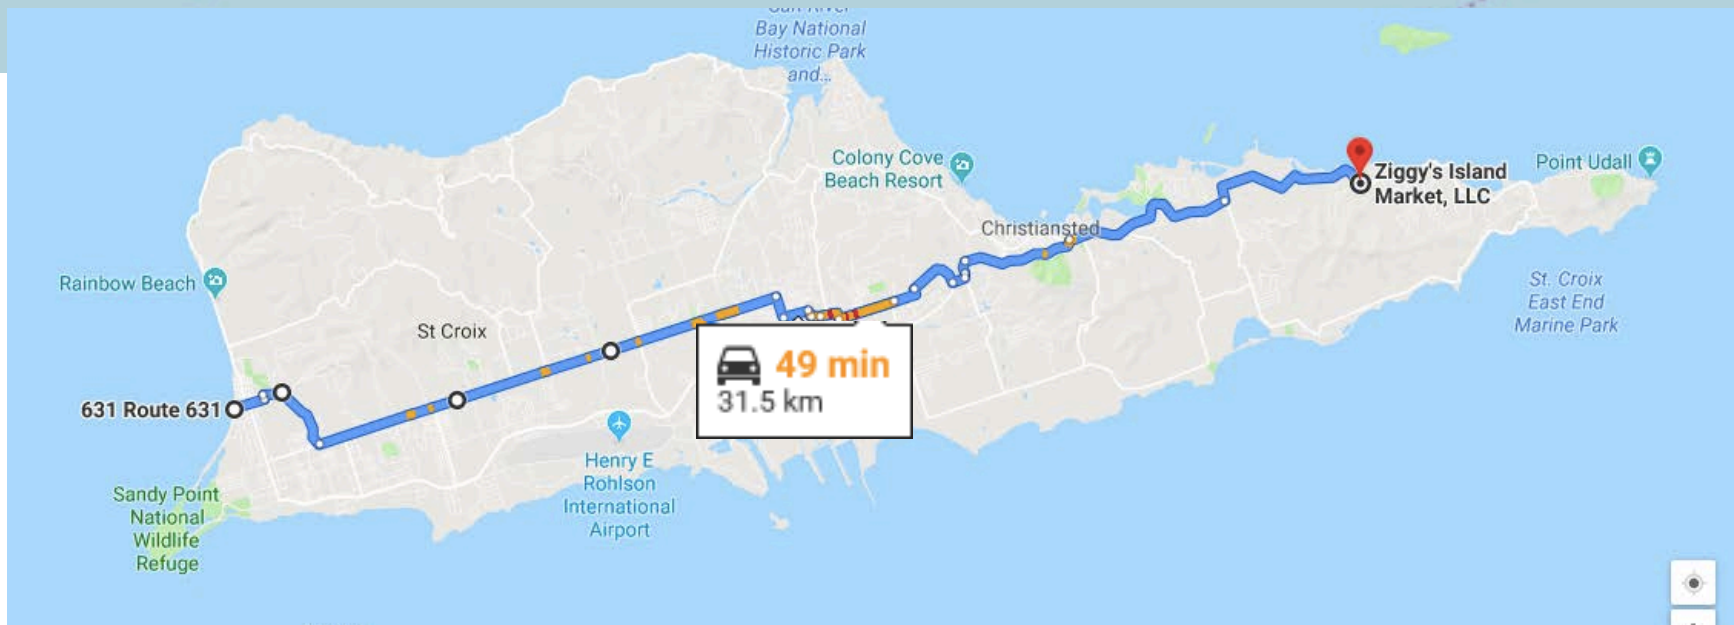 Bay National
Historic Park
and...
Colony Cove
Beach Resort
Ziggy's Island
Market, LLC
Point Udall
Christiansted
Rainbow Beach
St Croix
St. Croix
East End
Marine Park
49 min
31.5 km
631 Route 631
Henry E
Rohlson
International
Airport
Sandy Point
National
Wildlife
Refuge